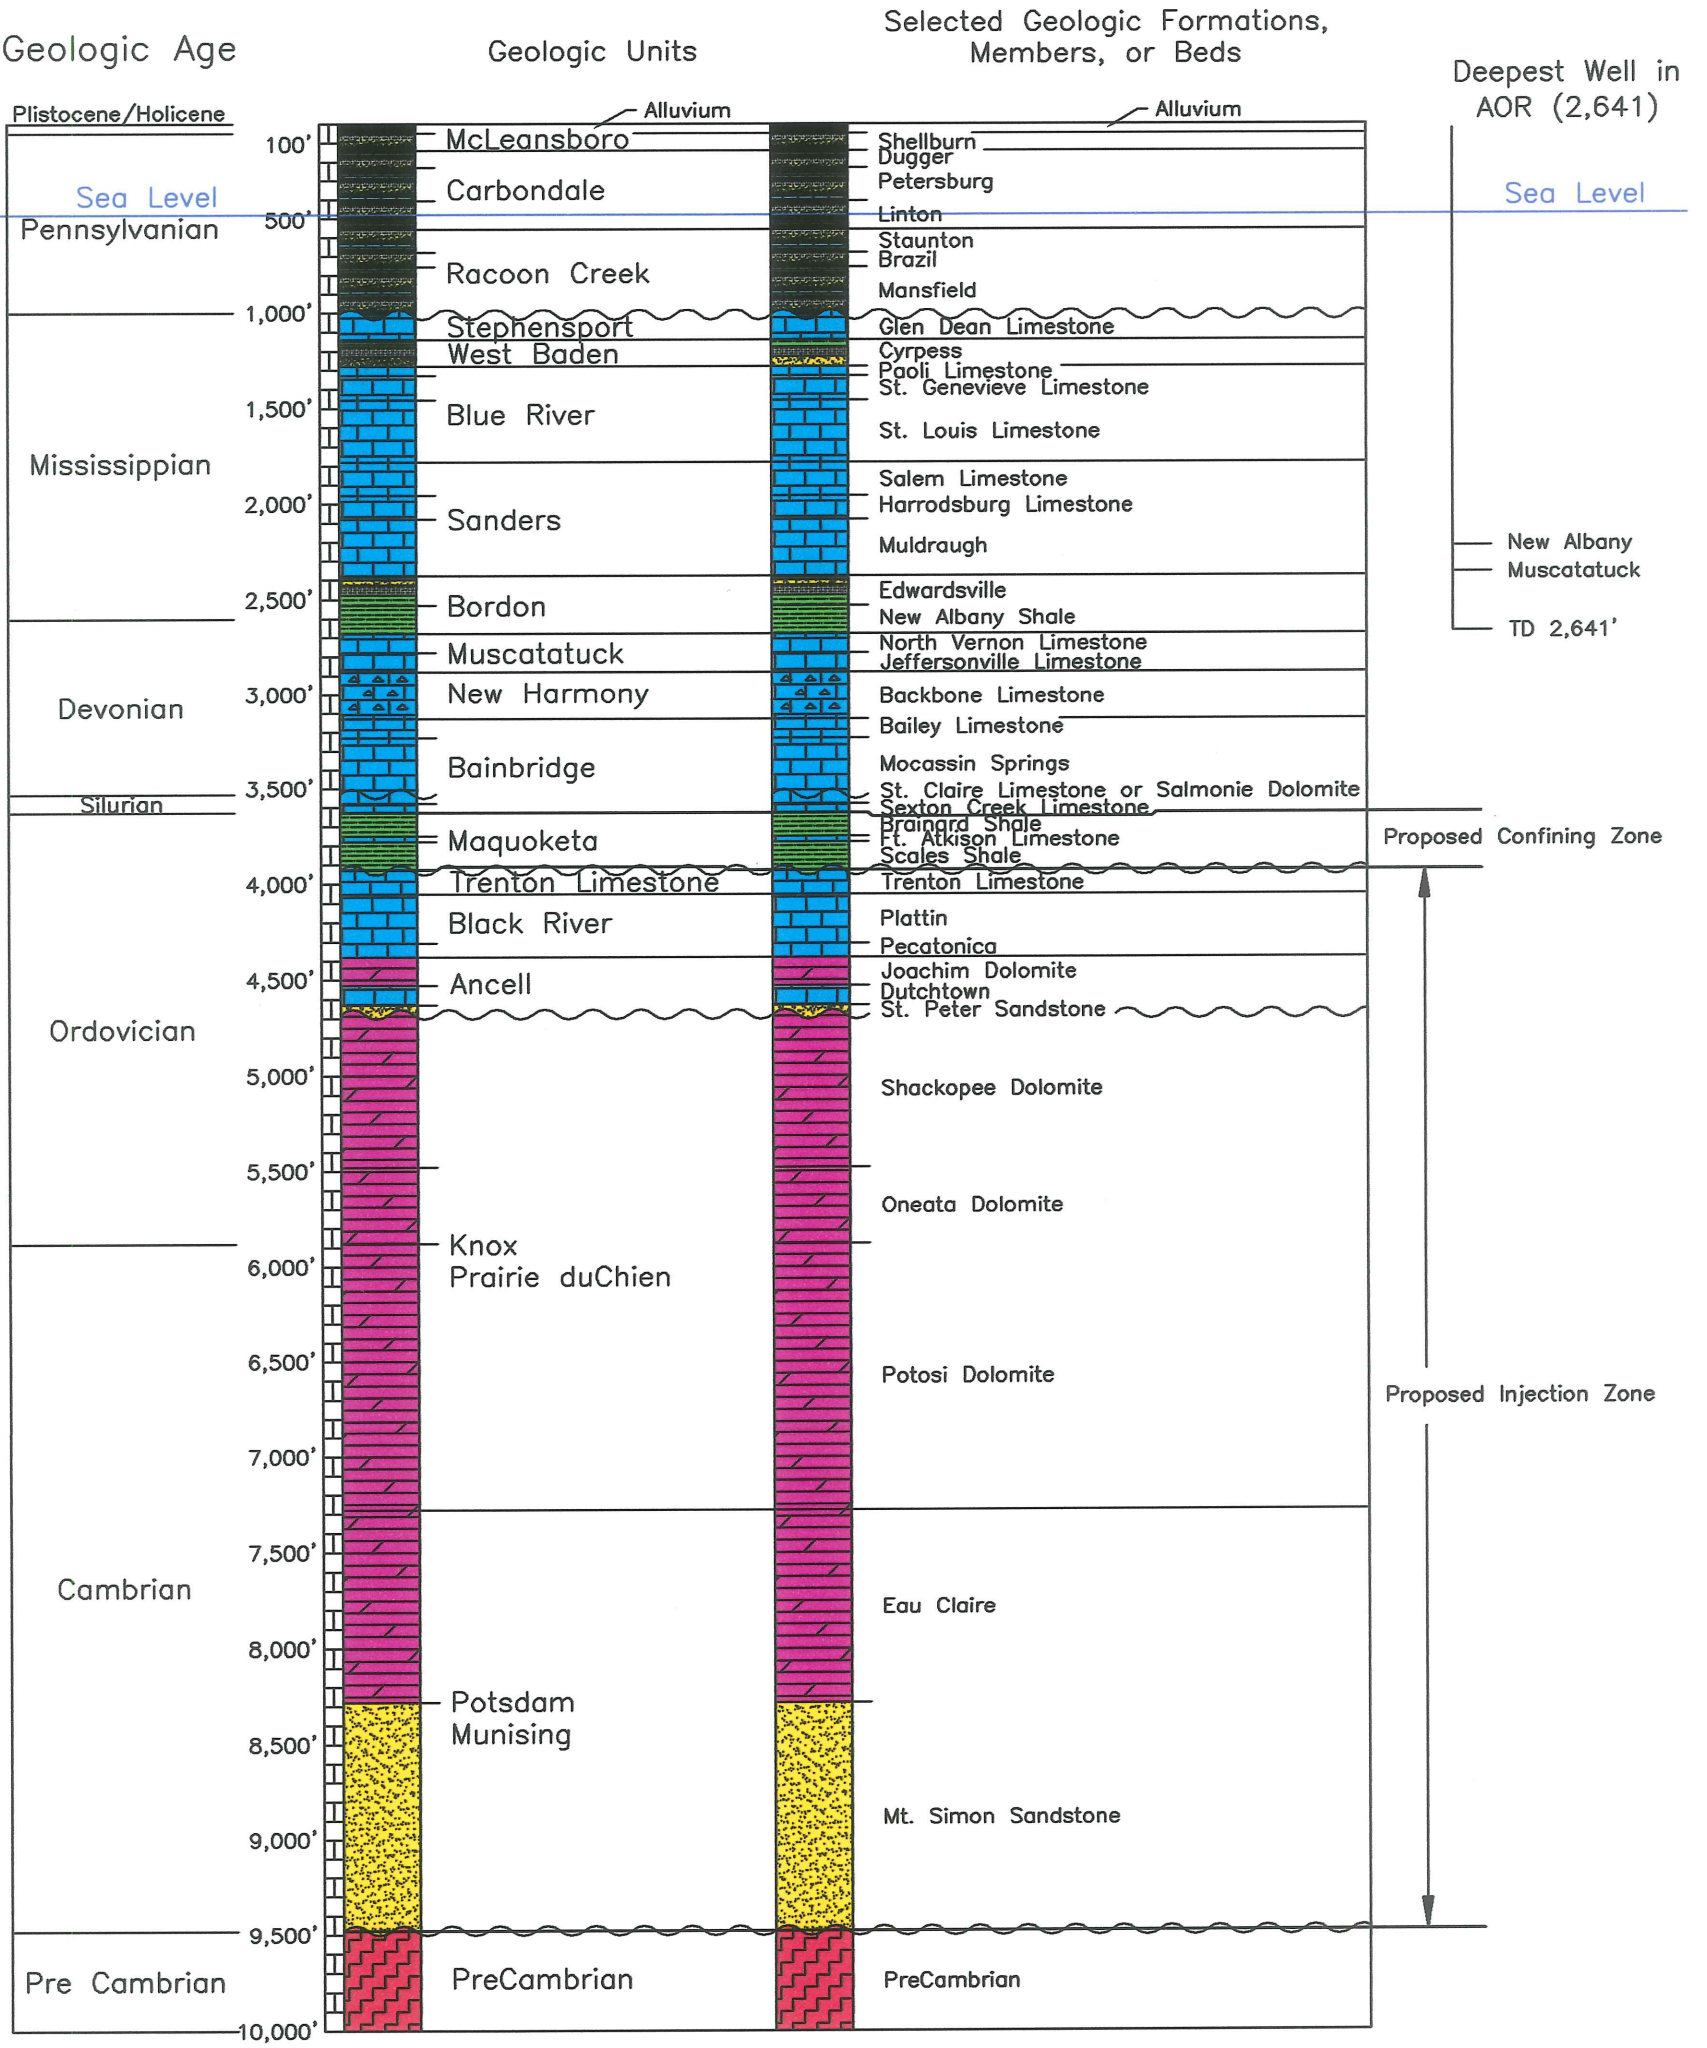 Geologic Age
Geologic Units
Selected Geologic Formations,
Members, or Beds
Deepest Well in
AOR (2,641)
Plistocene/Holicene
Pennsylvanian
Mississippian
Devonian
Silurian
Ordovician
Cambrian
Pre Cambrian
Sea Level
100'
500'
1,000'
1,500'
2,000'
2,500'
3,000'
3,500'
4,000'
4,500'
5,000'
5,500'
6,000'
6,500'
7,000'
7,500'
8,000'
8,500'
9,000'
9,500'
10,000'
Alluvium
McLeansboro
Carbondale
Racoon Creek
Stephensport
West Baden
Blue River
Sanders
Bordon
Muscatatuck
New Harmony
Bainbridge
Maquoketa
Trenton Limestone
Black River
Ancell
Knox
Prairie duChien
Potsdam
Munising
PreCambrian
Alluvium
Shellburn
Dugger
Petersburg
Linton
Staunton
Brazil
Mansfield
Glen Dean Limestone
Cyrpess
Paoli Limestone
St. Genevieve Limestone
St. Louis Limestone
Salem Limestone
Harrodsburg Limestone
Muldraugh
Edwardsville
New Albany Shale
North Vernon Limestone
Jeffersonville Limestone
Backbone Limestone
Bailey Limestone
Mocassin Springs
St. Claire Limestone or Salmonie Dolomite
Sexton Creek Limestone
Brainard Shale
Ft. Atkison Limestone
Scales Shale
Trenton Limestone
Plattin
Pecatonica
Joachim Dolomite
Dutchtown
St. Peter Sandstone
Shackopee Dolomite
Oneata Dolomite
Potosi Dolomite
Eau Claire
Mt. Simon Sandstone
PreCambrian
Sea Level
New Albany
Muscatatuck
TD 2,641'
Proposed Confining Zone
Proposed Injection Zone